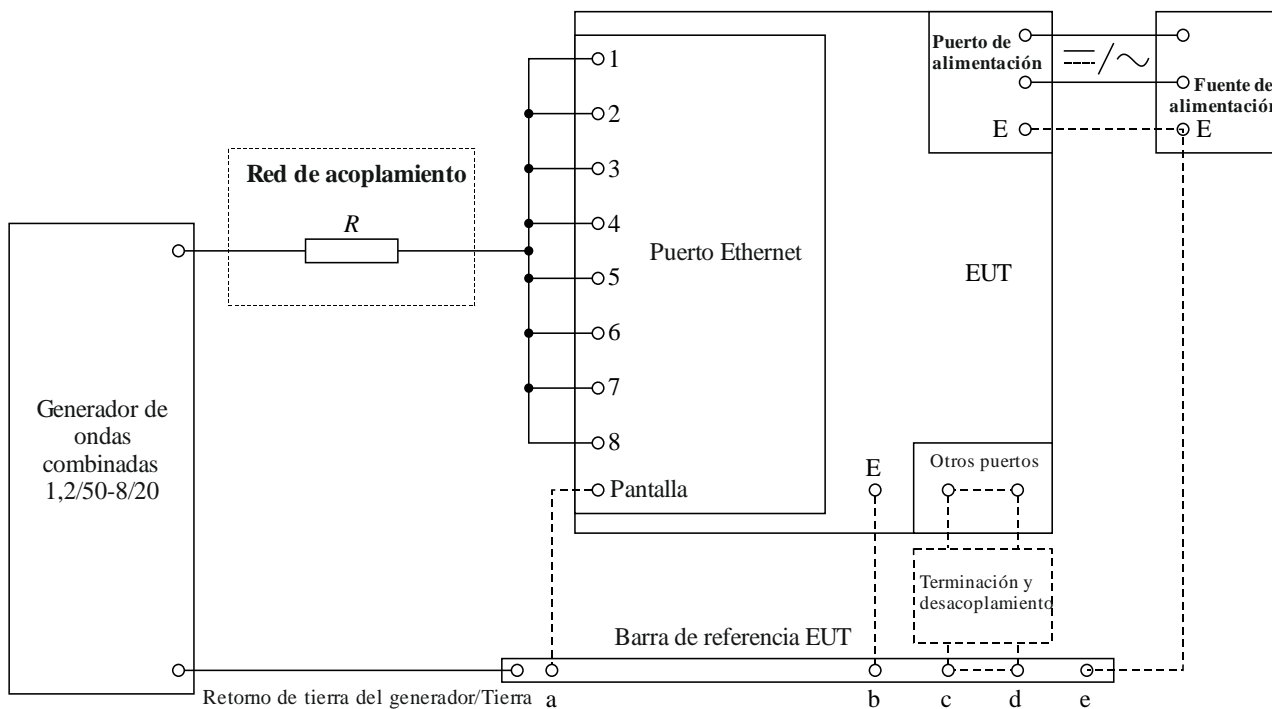 Puerto de
alimentación
Fuente de
alimentación
E
E
1
2
3
4
5
6
7
8
Red de acoplamiento
R
Puerto Ethernet
EUT
Generador de
ondas
combinadas
1,2/50-8/20
Pantalla
E
Otros puertos
Terminación y
desacoplamiento
Barra de referencia EUT
Retorno de tierra del generador/Tierra
a
b
c
d
e